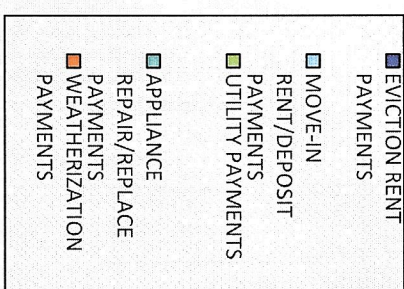 EVICTION RENT
PAYMENTS
MOVE-IN
RENT/DEPOSIT
PAYMENTS
UTILITY PAYMENTS
APPLIANCE
REPAIR/REPLACE
PAYMENTS
WEATHERIZATION
PAYMENTS